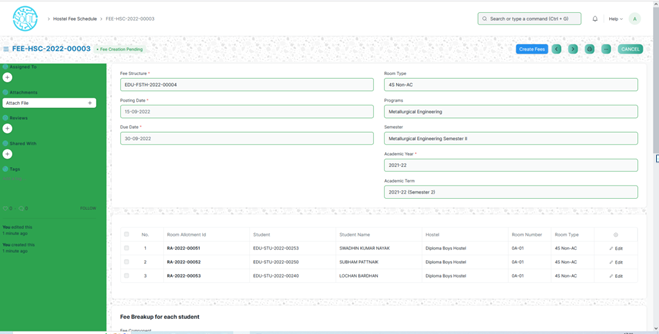 Hostel Fee Schedule > FEE-HSC-2022-00003
Search or type a command (Ctrl + G)
Help
A
FEE-HSC-2022-00003
Fee Creation Pending
Create Fees
CANCEL
Assigned To
Attachments
Attach File
Reviews
Shared With
Tags
FOLLOW
You edited this
1 minute ago
You created this
1 minute ago
Fee Structure *
EDU-FSTH-2022-00004
Posting Date *
15-09-2022
Due Date *
30-09-2022
Room Type
4S Non-AC
Programs
Metallurgical Engineering
Semester
Metallurgical Engineering Semester II
Academic Year *
2021-22
Academic Term
2021-22 (Semester 2)
No. Room Allotment Id Student Student Name Hostel Room Number Room Type
1 RA-2022-00051 EDU-STU-2022-00253 SWADHIN KUMAR NAYAK Diploma Boys Hostel GA-01 4S Non-AC Edit
2 RA-2022-00052 EDU-STU-2022-00250 SUBHAM PATTNAIK Diploma Boys Hostel GA-01 4S Non-AC Edit
3 RA-2022-00053 EDU-STU-2022-00240 LOCHAN BARDHAN Diploma Boys Hostel GA-01 4S Non-AC Edit
Fee Breakup for each student
Fee Component